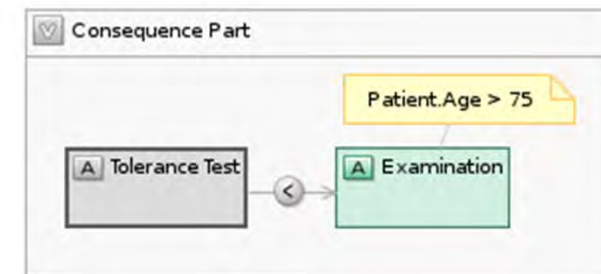 Consequence Part
Patient.Age > 75
A Tolerance Test
<
A Examination